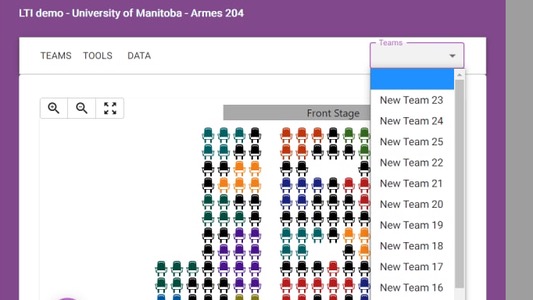 LTI demo - University of Manitoba - Armes 204
TEAMS TOOLS DATA
Teams
Front Stage
New Team 23
New Team 24
New Team 25
New Team 22
New Team 21
New Team 20
New Team 19
New Team 18
New Team 17
New Team 16